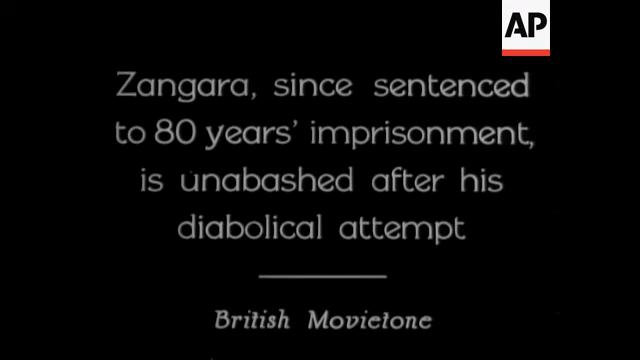 AP
Zangara, since sentenced
to 80 years' imprisonment,
is unabashed after his
diabolical attempt
British Movietone